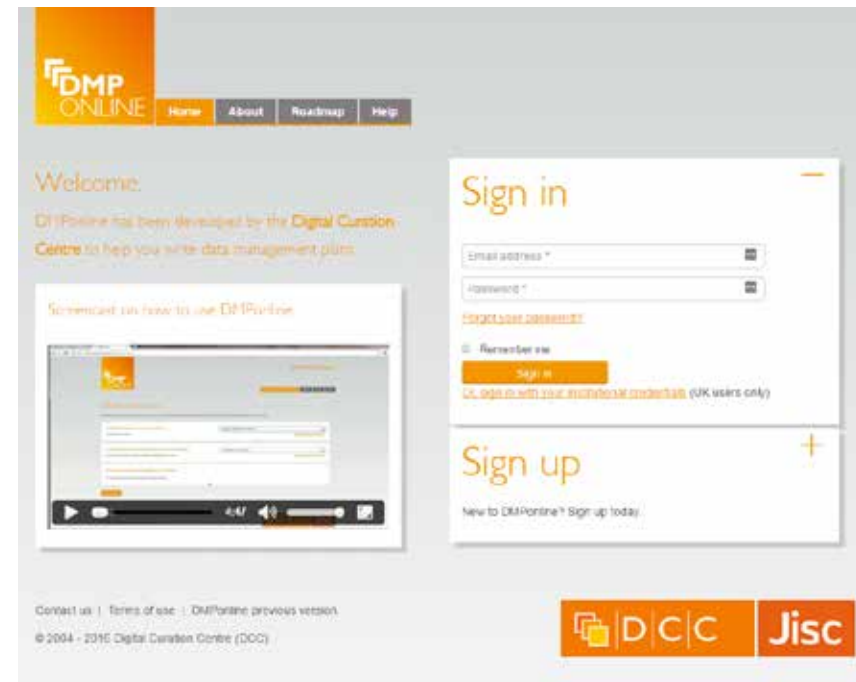 DMP
ONLINE
Home About Roadmap Help
Welcome.
DMPonline has been developed by the Digital Curation
Centre to help you write data management plans.
Screencast on how to use DMPonline
4:47
Sign in
Email address *
Password *
Forgot your password?
Remember me
Sign in
Or, sign in with your institutional credentials (UK users only)
Sign up
New to DMPonline? Sign up today.
Contact us | Terms of use | DMPonline previous version
© 2004 - 2015 Digital Curation Centre (DCC)
DCC
Jisc